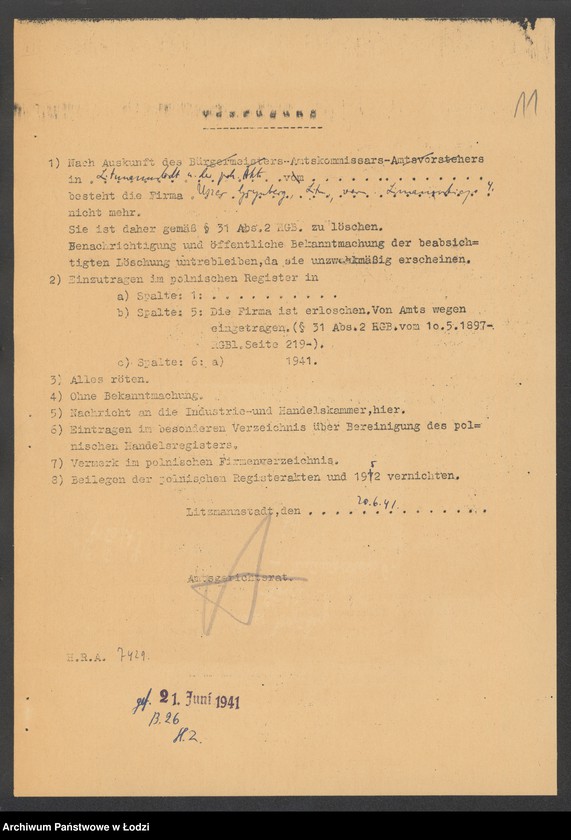 11
Verfügung
1) Nach Auskunft des Bürgermeisters-Amtskommissars-Amtsvorstehers
in . Litzmannstadt u. der pol. Akt. . vom . . . . . . . . .
besteht die Firma
nicht mehr.
Sie ist daher gemäß § 31 Abs.2 HGB. zu löschen.
Benachrichtigung und öffentliche Bekanntmachung der beabsich=
tigten Löschung untrebleiben,da sie unzweckmäßig erscheinen.
2) Einzutragen im polnischen Register in
a) Spalte: 1: . . . . . . . . . .
b) Spalte: 5: Die Firma ist erloschen.Von Amts wegen
eingetragen.(§ 31 Abs.2 HGB.vom 10.5.1897-
RGBl.Seite 219-).
c) Spalte: 6: a) 1941.
3) Alles röten.
4) Ohne Bekanntmachung.
5) Nachricht an die Industrie-und Handelskammer,hier.
6) Eintragen im besonderen Verzeichnis über Bereinigung des pol=
nischen Handelsregisters.
7) Vermerk im polnischen Firmenverzeichnis.
8) Beilegen der polnischen Registerakten und 1952 vernichten.
Litzmannstadt,den . . . 20.6.41 . . . . . . .
Amtsgerichtsrat.
H.R.A. 7429.
gef. 21. Juni 1941
B.26
H.Z.
Archiwum Państwowe w Łodzi